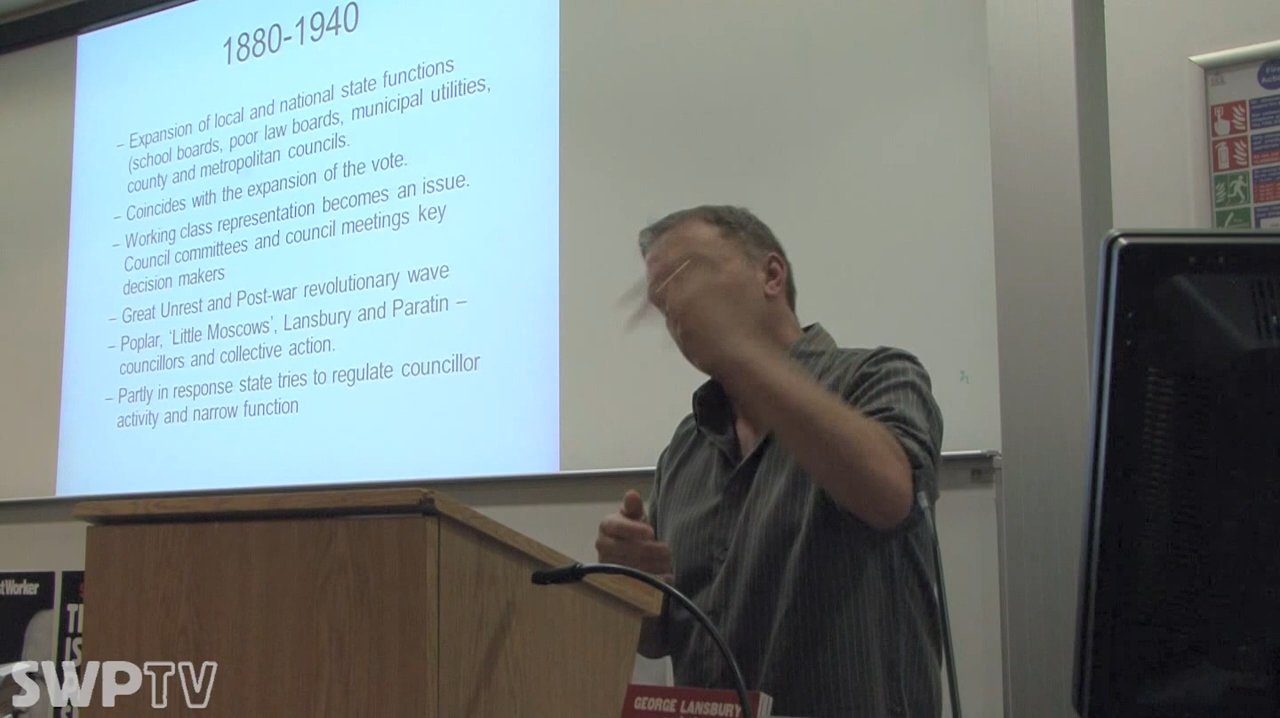 1880-1940
– Expansion of local and national state functions
(school boards, poor law boards, municipal utilities,
county and metropolitan councils.
– Coincides with the expansion of the vote.
– Working class representation becomes an issue.
Council committees and council meetings key
decision makers
– Great Unrest and Post-war revolutionary wave
– Poplar, ‘Little Moscows’, Lansbury and Paratin –
councillors and collective action.
– Partly in response state tries to regulate councillor
activity and narrow function
tWorker
SWPTV
GEORGE LANSBURY